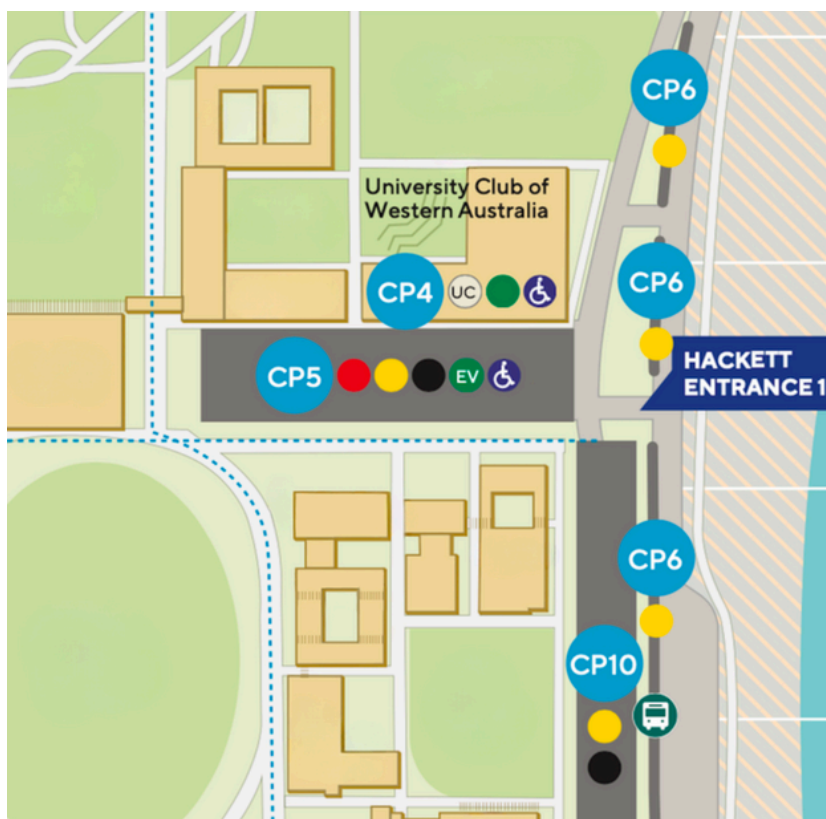 CP6
University Club of
Western Australia
CP4 UC
CP6
HACKETT
ENTRANCE 1
CP5 EV
CP6
CP10